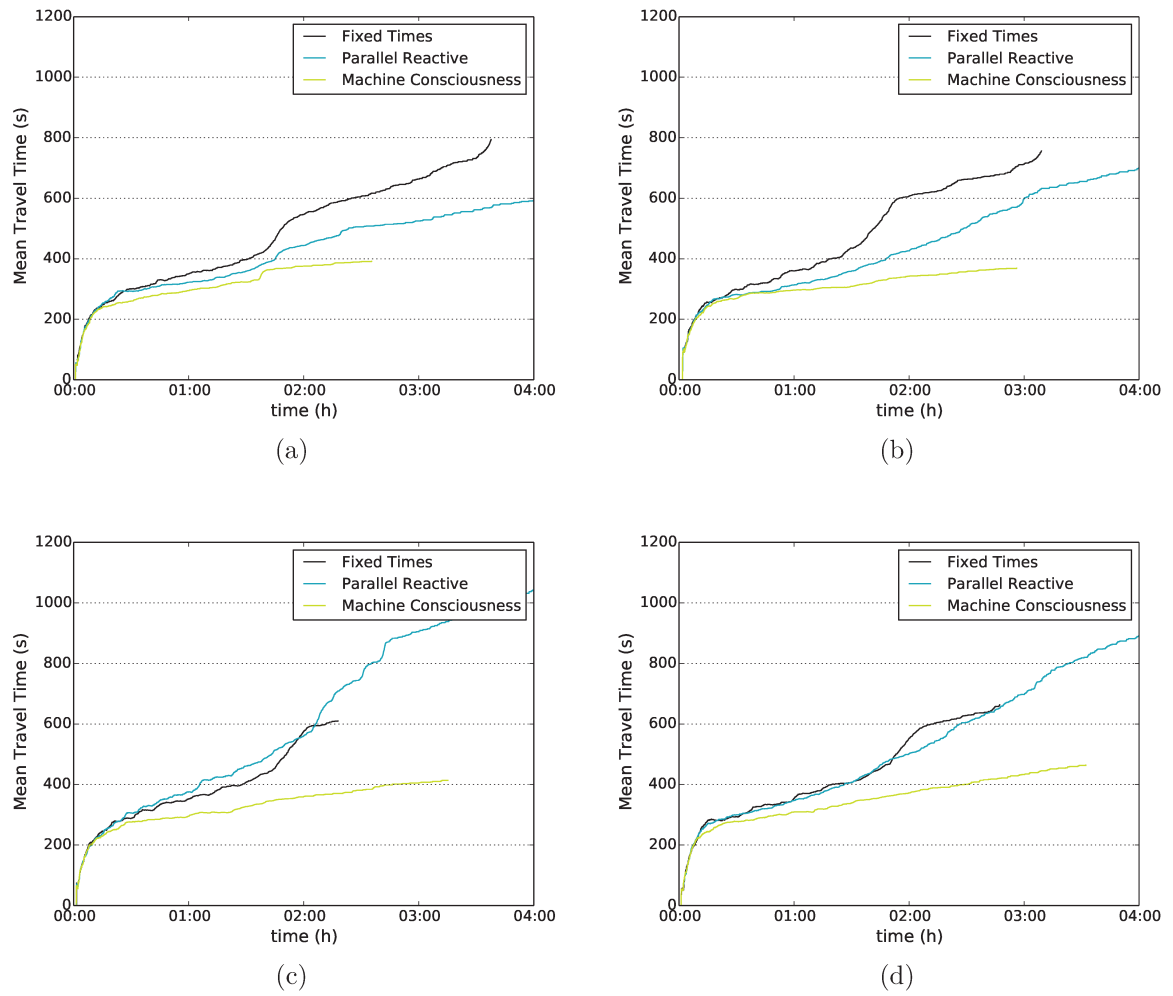 1200
1000
800
600
400
200
0
Mean Travel Time (s)
Fixed Times
Parallel Reactive
Machine Consciousness
00:00 01:00 02:00 03:00 04:00
time (h)
(a)
1200
1000
800
600
400
200
0
Mean Travel Time (s)
Fixed Times
Parallel Reactive
Machine Consciousness
00:00 01:00 02:00 03:00 04:00
time (h)
(b)
1200
1000
800
600
400
200
0
Mean Travel Time (s)
Fixed Times
Parallel Reactive
Machine Consciousness
00:00 01:00 02:00 03:00 04:00
time (h)
(c)
1200
1000
800
600
400
200
0
Mean Travel Time (s)
Fixed Times
Parallel Reactive
Machine Consciousness
00:00 01:00 02:00 03:00 04:00
time (h)
(d)